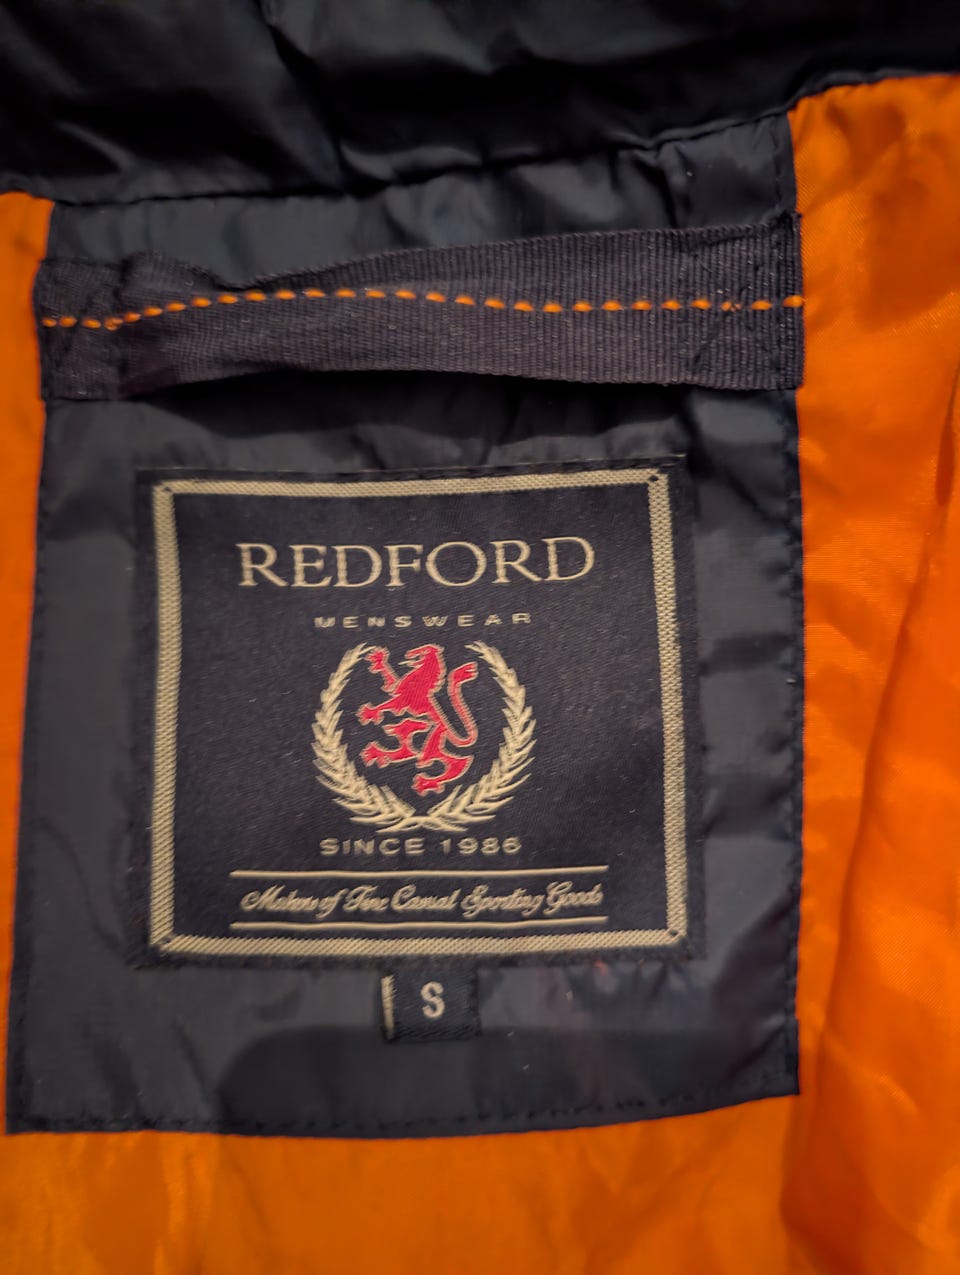 REDFORD
MENSWEAR
SINCE 1986
Makers of Fine Casual Sporting Goods
S